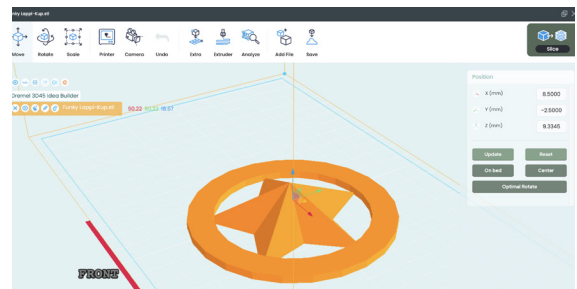 Funky Lappi-Kup.stl
Move Rotate Scale Printer Camera Undo Extra Extruder Analyze Add File Save
Slice
Dremel 3D45 Idea Builder
Funky Lappi-Kup.stl 90.22
Position
X (mm) 8.5000
Y (mm) -2.5000
Z (mm) 9.3345
Update Reset
On bed Center
Optimal Rotate
FRONT